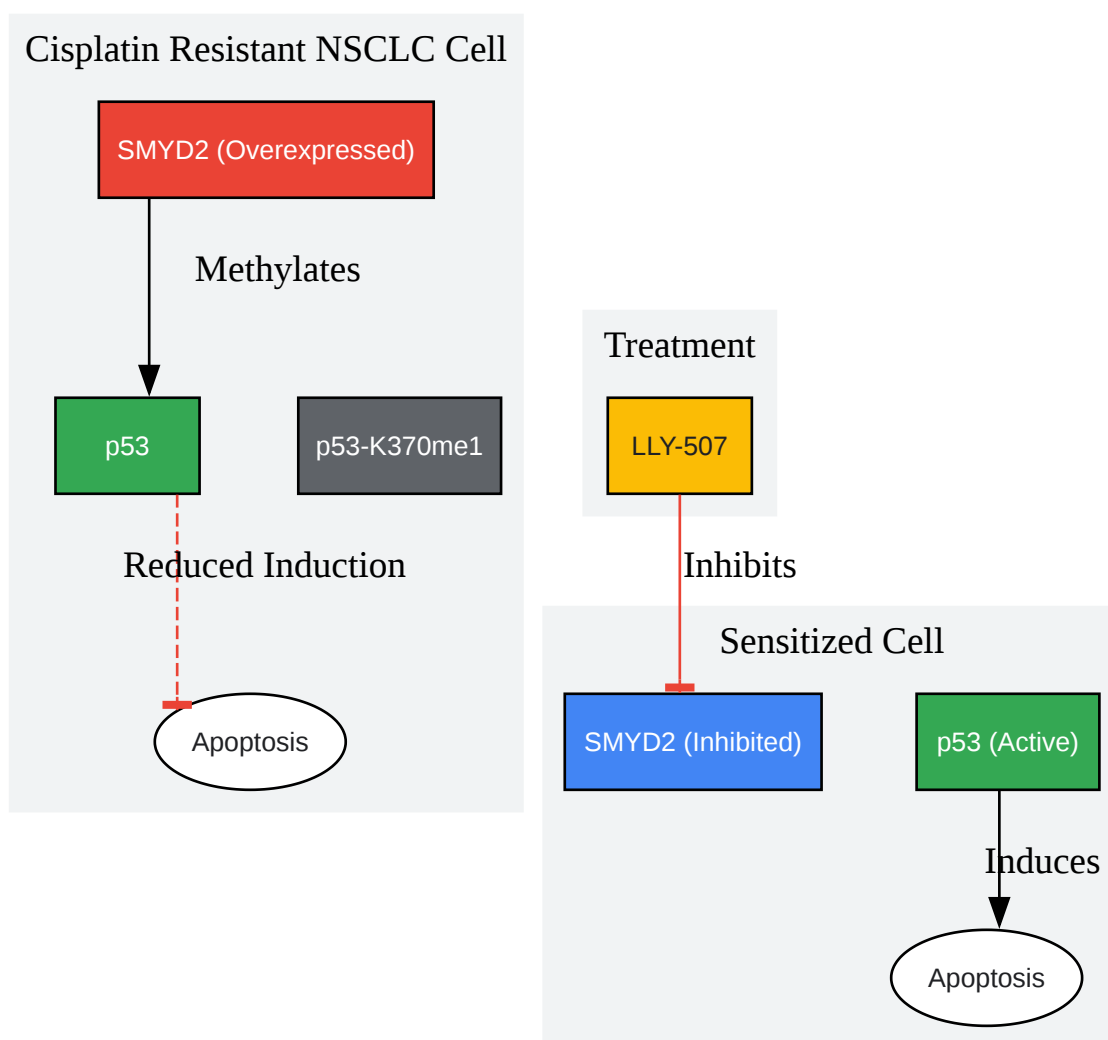 Cisplatin Resistant NSCLC Cell
SMYD2 (Overexpressed)
Methylates
p53
p53-K370me1
Reduced Induction
Apoptosis
Treatment
LLY-507
Inhibits
Sensitized Cell
SMYD2 (Inhibited)
p53 (Active)
Induces
Apoptosis